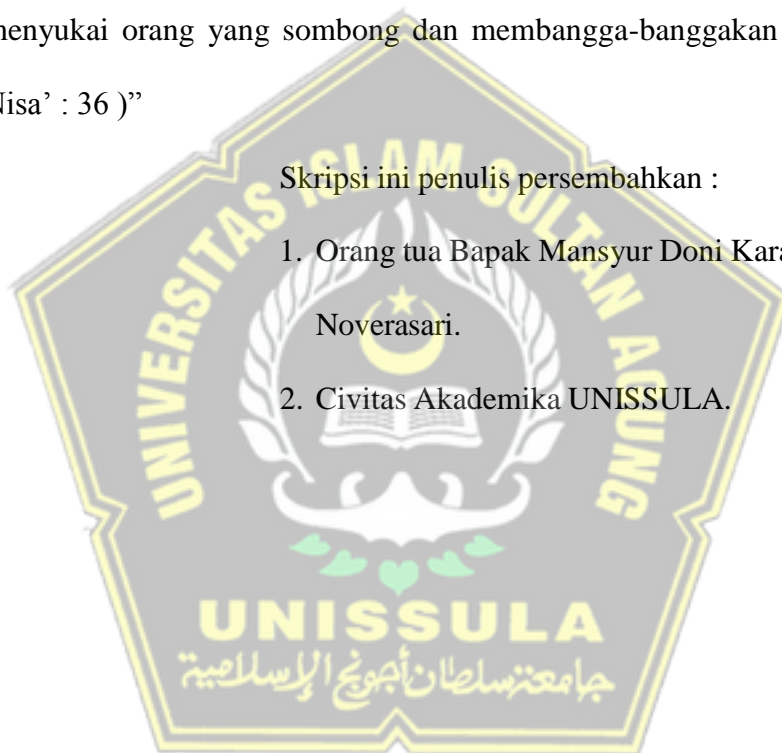 menyukai orang yang sombong dan membangga-banggakan
Nisa’ : 36 )”
Skripsi ini penulis persembahkan :
1. Orang tua Bapak Mansyur Doni Kara
Noverasari.
2. Civitas Akademika UNISSULA.
UNIVERSITAS ISLAM SULTAN AGUNG
UNISSULA
جامعة سلطان أجونج الإسلامية